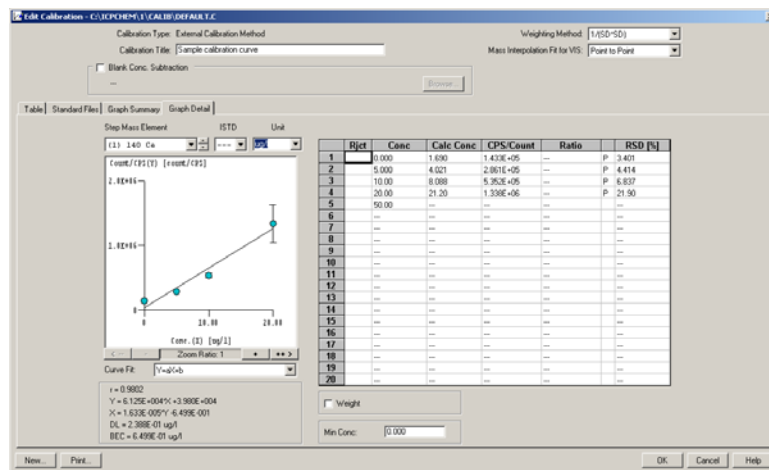 Edit Calibration - C:\ICPCHEM\1\CALIB\DEFAULT.C
Calibration Type: External Calibration Method
Weighting Method: 1/(SD*SD)
Calibration Title: Sample calibration curve
Mass Interpolation Fit for VIS: Point to Point
Blank Conc. Subtraction
---
Browse...
Table Standard Files Graph Summary Graph Detail
Step Mass Element ISTD Unit
(1) 140 Ce --- ug/l
Rjct Conc Calc Conc CPS/Count Ratio RSD [%]
1 0.000 1.690 1.433E+05 --- P 3.401
2 5.000 4.021 2.861E+05 --- P 4.414
3 10.00 8.088 5.352E+05 --- P 6.837
4 20.00 21.20 1.338E+06 --- P 21.90
5 50.00 --- --- --- ---
6 --- --- --- --- ---
7 --- --- --- --- ---
8 --- --- --- --- ---
9 --- --- --- --- ---
10 --- --- --- --- ---
11 --- --- --- --- ---
12 --- --- --- --- ---
13 --- --- --- --- ---
14 --- --- --- --- ---
15 --- --- --- --- ---
16 --- --- --- --- ---
17 --- --- --- --- ---
18 --- --- --- --- ---
19 --- --- --- --- ---
20 --- --- --- --- ---
Count/CPS(Y) [count/CPS]
2.0E+06
1.0E+06
0
0 10.00 20.00
Conc.(X) [ug/l]
< -- - Zoom Ratio: 1 + ++ >
Curve Fit: Y=aX+b
r = 0.9802
Y = 6.125E+004*X +3.980E+004
X = 1.633E-005*Y -6.499E-001
DL = 2.388E-01 ug/l
BEC = 6.499E-01 ug/l
Weight
Min Conc: 0.000
New... Print... OK Cancel Help